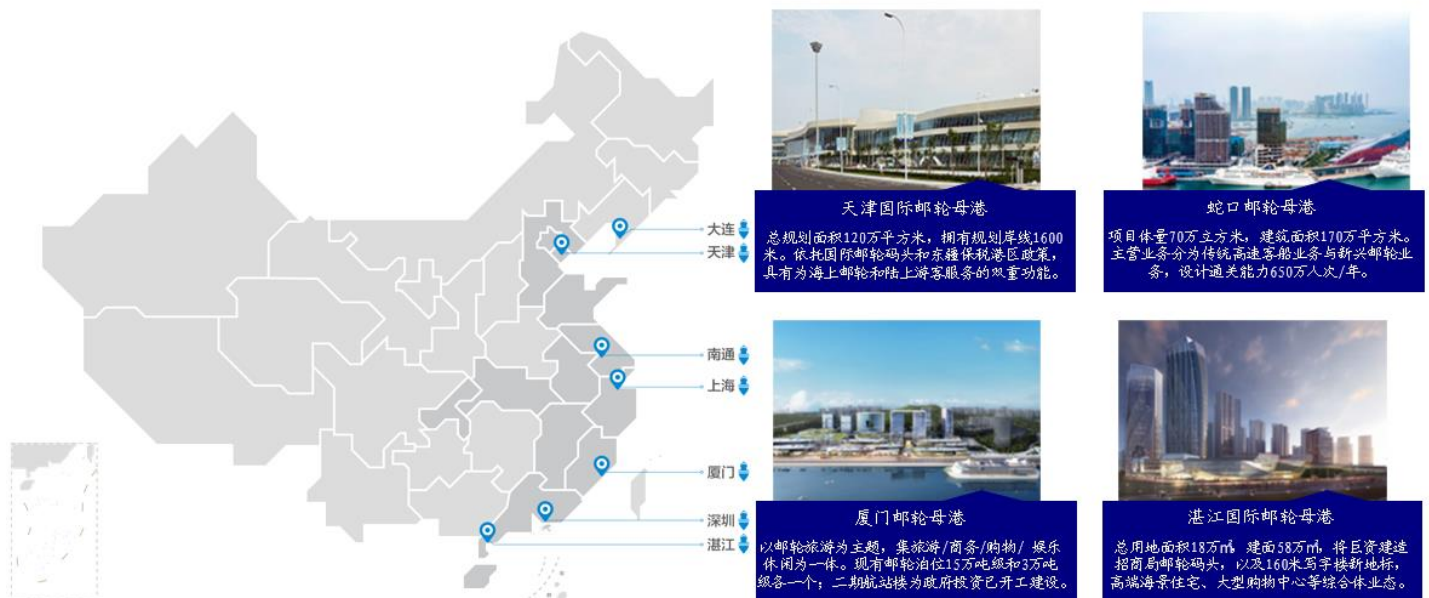 大连
天津
南通
上海
厦门
深圳
湛江
天津国际邮轮母港
总规划面积120万平方米，拥有规划岸线1600
米。依托国际邮轮码头和东疆保税港区政策，
具有为海上邮轮和陆上游客服务的双重功能。
蛇口邮轮母港
项目体量70万立方米，建筑面积170万平方米。
主营业务分为传统高速客船业务与新兴邮轮业
务，设计通关能力650万人次/年。
厦门邮轮母港
以邮轮旅游为主题，集旅游/商务/购物/ 娱乐
休闲为一体。现有邮轮泊位15万吨级和3万吨
级各一个；二期航站楼为政府投资已开工建设。
湛江国际邮轮母港
总用地面积18万㎡，建面58万㎡，将巨资建造
招商局邮轮码头，以及160米写字楼新地标，
高端海景住宅、大型购物中心等综合体业态。